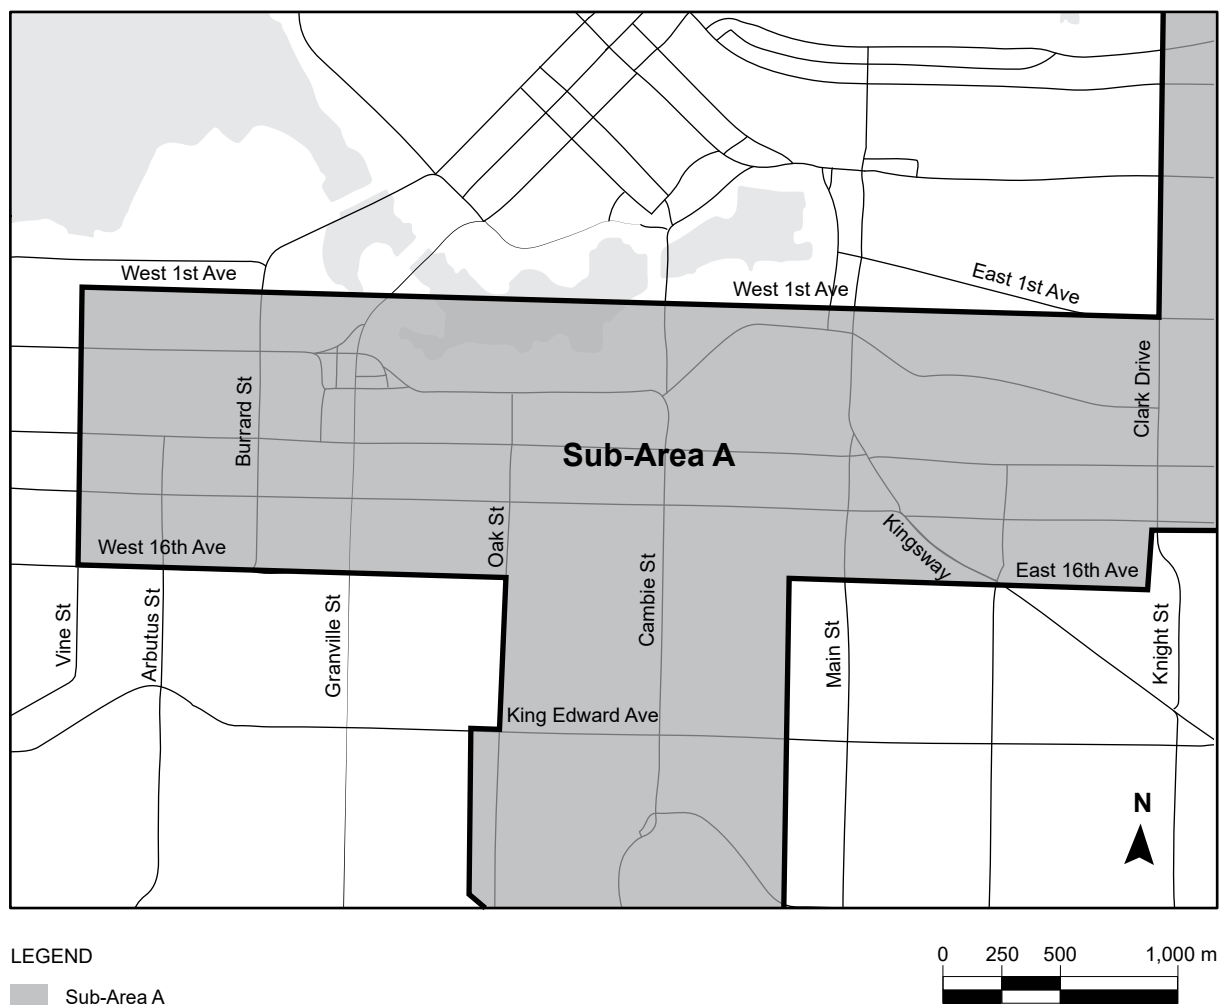 West 1st Ave
West 1st Ave
East 1st Ave
Burrard St
Clark Drive
Sub-Area A
Oak St
Kingsway
West 16th Ave
East 16th Ave
Cambie St
Vine St
Arbutus St
Granville St
Main St
Knight St
King Edward Ave
N
LEGEND
0 250 500 1,000 m
Sub-Area A